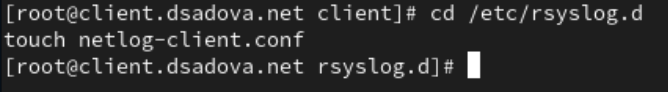 [root@client.dsadova.net client]# cd /etc/rsyslog.d
touch netlog-client.conf
[root@client.dsadova.net rsyslog.d]#